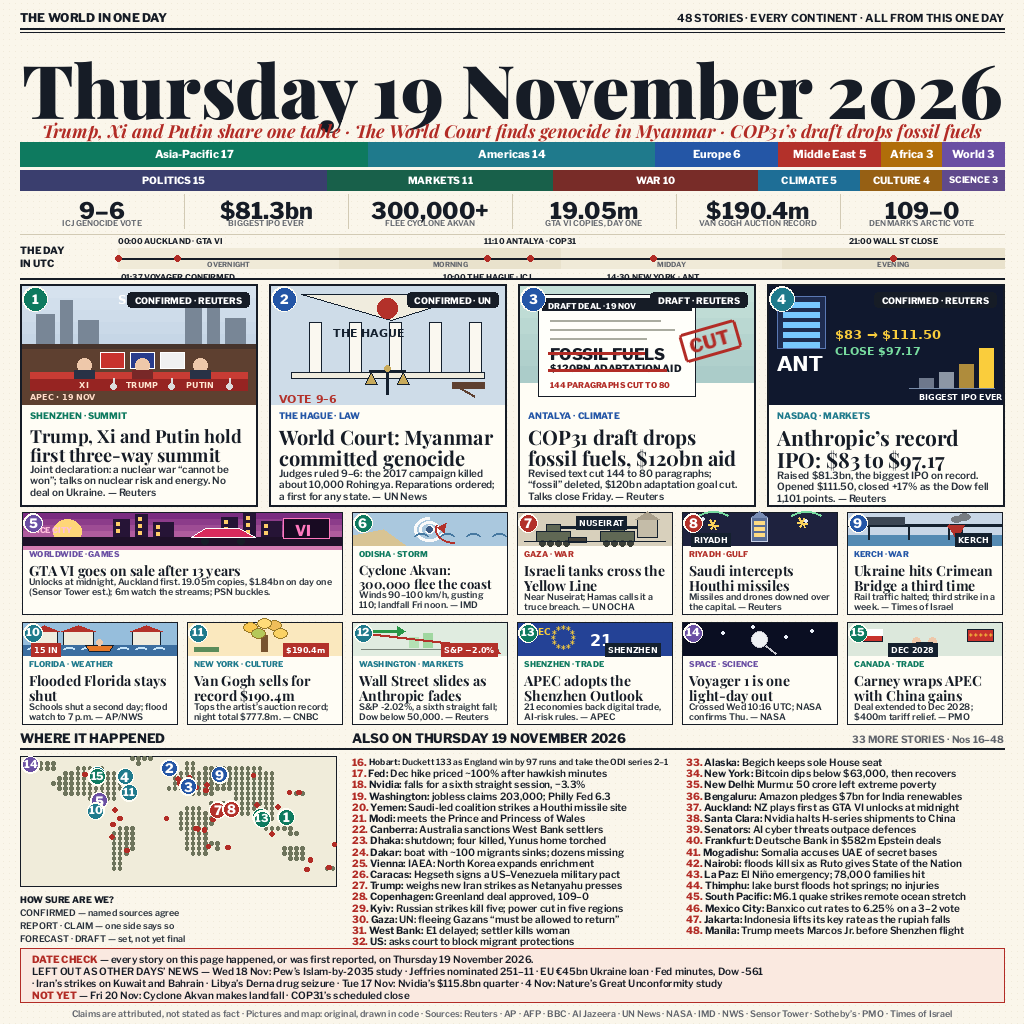 THE WORLD IN ONE DAY
48 STORIES · EVERY CONTINENT · ALL FROM THIS ONE DAY
Thursday 19 November 2026
Trump, Xi and Putin share one table · The World Court finds genocide in Myanmar · COP31's draft drops fossil fuels
Asia-Pacific 17
Americas 14
Europe 6
Middle East 5
Africa 3
World 3
POLITICS 15
MARKETS 11
WAR 10
CLIMATE 5
CULTURE 4
SCIENCE 3
9–6
$81.3bn
300,000+
19.05m
$190.4m
109–0
ICJ GENOCIDE VOTE
BIGGEST IPO EVER
FLEE CYCLONE AKVAN
GTA VI COPIES, DAY ONE
VAN GOGH AUCTION RECORD
DENMARK'S ARCTIC VOTE
THE DAY
IN UTC
00:00 AUCKLAND · GTA VI
11:10 ANTALYA · COP31
21:00 WALL ST CLOSE
OVERNIGHT
MORNING
MIDDAY
EVENING
01:37 VOYAGER CONFIRMED
10:00 THE HAGUE · ICJ
14:30 NEW YORK · ANT
1
CONFIRMED · REUTERS
XI
TRUMP
PUTIN
APEC · 19 NOV
SHENZHEN · SUMMIT
Trump, Xi and Putin hold
first three-way summit
Joint declaration: a nuclear war “cannot be
won”; talks on nuclear risk and energy. No
deal on Ukraine. — Reuters
2
CONFIRMED · UN
THE HAGUE
VOTE 9–6
THE HAGUE · LAW
World Court: Myanmar
committed genocide
Judges ruled 9–6: the 2017 campaign killed
about 10,000 Rohingya. Reparations ordered;
a first for any state. — UN News
3
DRAFT DEAL · 19 NOV
DRAFT · REUTERS
FOSSIL FUELS
$120BN ADAPTATION AID
144 PARAGRAPHS CUT TO 80
CUT
ANTALYA · CLIMATE
COP31 draft drops
fossil fuels, $120bn aid
Revised text cut 144 to 80 paragraphs;
“fossil” deleted, $120bn adaptation goal cut.
Talks close Friday. — Reuters
4
CONFIRMED · REUTERS
ANT
$83 → $111.50
CLOSE $97.17
BIGGEST IPO EVER
NASDAQ · MARKETS
Anthropic's record
IPO: $83 to $97.17
Raised $81.3bn, the biggest IPO on record.
Opened $111.50, closed +17% as the Dow fell
1,101 points. — Reuters
5
VI
WORLDWIDE · GAMES
GTA VI goes on sale after 13 years
Unlocks at midnight, Auckland first. 19.05m copies, $1.84bn on day one
(Sensor Tower est.); 6m watch the streams; PSN buckles.
6
ODISHA · STORM
Cyclone Akvan:
300,000 flee the coast
Winds 90–100 km/h, gusting
110; landfall Fri noon. — IMD
7
NUSEIRAT
GAZA · WAR
Israeli tanks cross the
Yellow Line
Near Nuseirat; Hamas calls it a
truce breach. — UN OCHA
8
RIYADH
RIYADH · GULF
Saudi intercepts
Houthi missiles
Missiles and drones downed over
the capital. — Reuters
9
KERCH
KERCH · WAR
Ukraine hits Crimean
Bridge a third time
Rail traffic halted; third strike in a
week. — Times of Israel
10
15 IN
FLORIDA · WEATHER
Flooded Florida stays
shut
Schools shut a second day; flood
watch to 7 p.m. — AP/NWS
11
$190.4m
NEW YORK · CULTURE
Van Gogh sells for
record $190.4m
Tops the artist's auction record;
night total $777.8m. — CNBC
12
S&P −2.0%
WASHINGTON · MARKETS
Wall Street slides as
Anthropic fades
S&P -2.02%, a sixth straight fall;
Dow below 50,000. — Reuters
13
21
SHENZHEN
SHENZHEN · TRADE
APEC adopts the
Shenzhen Outlook
21 economies back digital trade,
AI-risk rules. — APEC
14
SPACE · SCIENCE
Voyager 1 is one
light-day out
Crossed Wed 10:16 UTC; NASA
confirms Thu. — NASA
15
DEC 2028
CANADA · TRADE
Carney wraps APEC
with China gains
Deal extended to Dec 2028;
$400m tariff relief. — PMO
WHERE IT HAPPENED
14
15
4
11
5
10
2
3
9
7
8
13
1
HOW SURE ARE WE?
CONFIRMED — named sources agree
REPORT · CLAIM — one side says so
FORECAST · DRAFT — set, not yet final
ALSO ON THURSDAY 19 NOVEMBER 2026
33 MORE STORIES · Nos 16–48
16. Hobart: Duckett 133 as England win by 97 runs and take the ODI series 2–1
17. Fed: Dec hike priced ~100% after hawkish minutes
18. Nvidia: falls for a sixth straight session, −3.3%
19. Washington: jobless claims 203,000; Philly Fed 6.3
20. Yemen: Saudi-led coalition strikes a Houthi missile site
21. Modi: meets the Prince and Princess of Wales
22. Canberra: Australia sanctions West Bank settlers
23. Dhaka: shutdown; four killed, Yunus home torched
24. Dakar: boat with ~100 migrants sinks; dozens missing
25. Vienna: IAEA: North Korea expands enrichment
26. Caracas: Hegseth signs a US–Venezuela military pact
27. Trump: weighs new Iran strikes as Netanyahu presses
28. Copenhagen: Greenland deal approved, 109–0
29. Kyiv: Russian strikes kill five; power cut in five regions
30. Gaza: UN: fleeing Gazans “must be allowed to return”
31. West Bank: E1 delayed; settler kills woman
32. US: asks court to block migrant protections
33. Alaska: Begich keeps sole House seat
34. New York: Bitcoin dips below $63,000, then recovers
35. New Delhi: Murmu: 50 crore left extreme poverty
36. Bengaluru: Amazon pledges $7bn for India renewables
37. Auckland: NZ plays first as GTA VI unlocks at midnight
38. Santa Clara: Nvidia halts H-series shipments to China
39. Senators: AI cyber threats outpace defences
40. Frankfurt: Deutsche Bank in $582m Epstein deals
41. Mogadishu: Somalia accuses UAE of secret bases
42. Nairobi: floods kill six as Ruto gives State of the Nation
43. La Paz: El Niño emergency; 78,000 families hit
44. Thimphu: lake burst floods hot springs; no injuries
45. South Pacific: M6.1 quake strikes remote ocean stretch
46. Mexico City: Banxico cut rates to 6.25% on a 3–2 vote
47. Jakarta: Indonesia lifts its key rate as the rupiah falls
48. Manila: Trump meets Marcos Jr. before Shenzhen flight
DATE CHECK — every story on this page happened, or was first reported, on Thursday 19 November 2026.
LEFT OUT AS OTHER DAYS' NEWS — Wed 18 Nov: Pew's Islam-by-2035 study · Jeffries nominated 251–11 · EU €45bn Ukraine loan · Fed minutes, Dow -561
· Iran's strikes on Kuwait and Bahrain · Libya's Derna drug seizure · Tue 17 Nov: Nvidia's $115.8bn quarter · 4 Nov: Nature's Great Unconformity study
NOT YET — Fri 20 Nov: Cyclone Akvan makes landfall · COP31's scheduled close
Claims are attributed, not stated as fact · Pictures and map: original, drawn in code · Sources: Reuters · AP · AFP · BBC · Al Jazeera · UN News · NASA · IMD · NWS · Sensor Tower · Sotheby's · PMO · Times of Israel